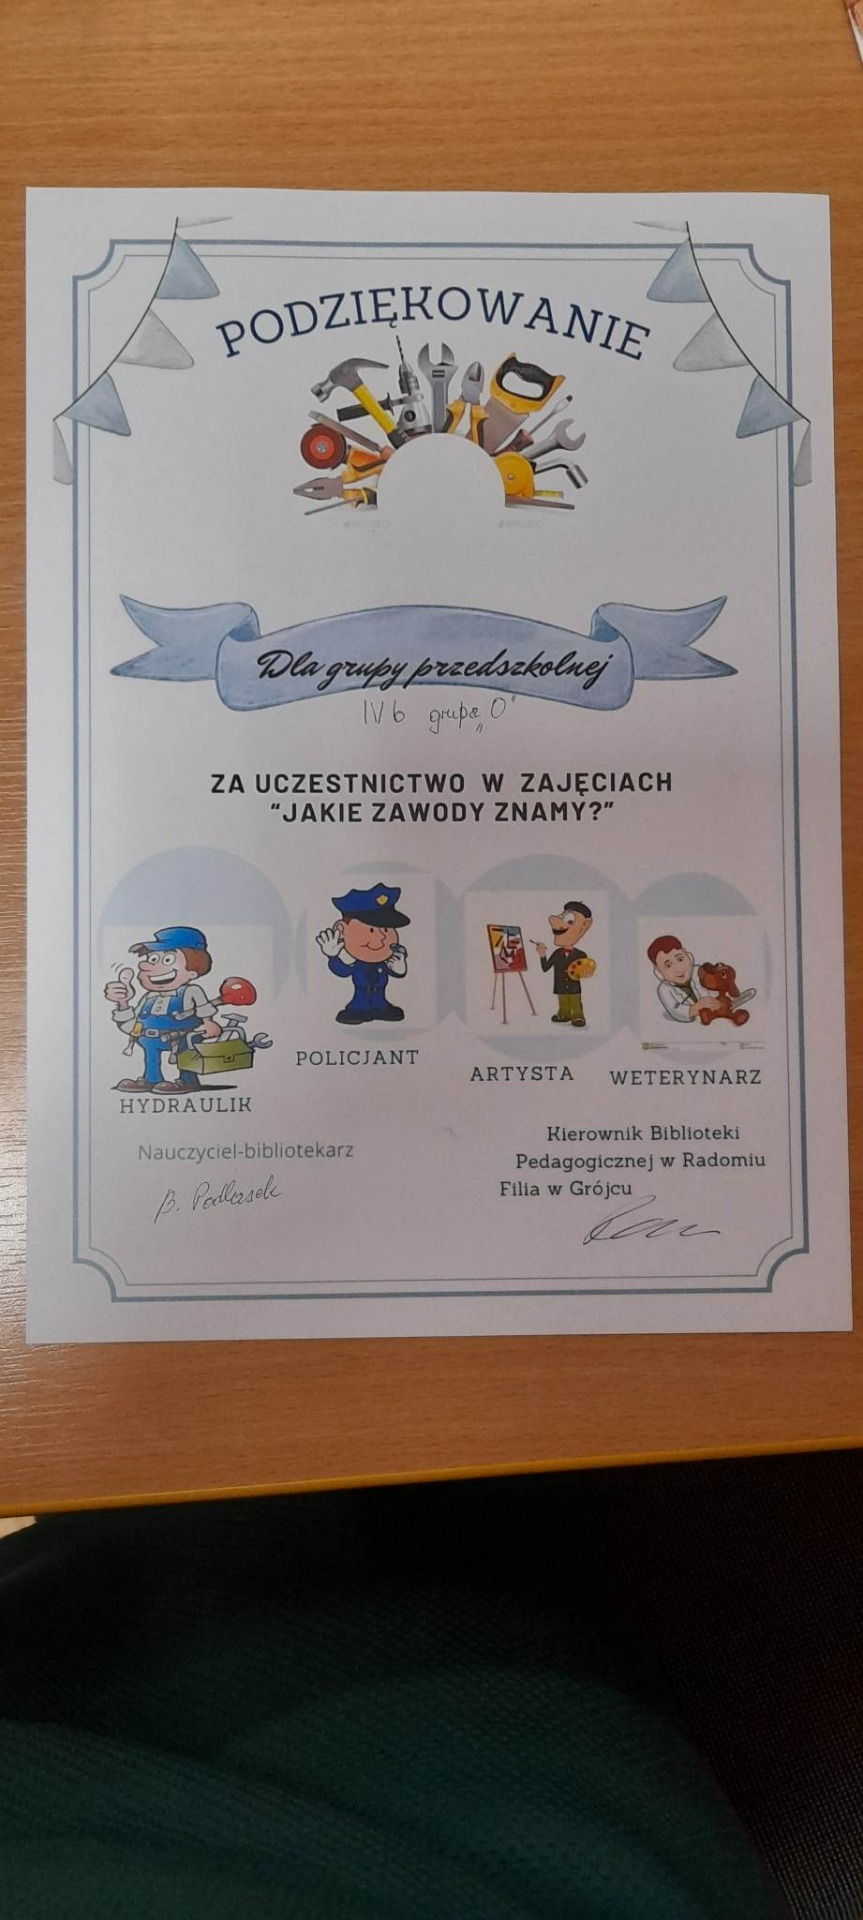 PODZIĘKOWANIE
Dla grupy przedszkolnej
IV b grupa „0”
ZA UCZESTNICTWO W ZAJĘCIACH
“JAKIE ZAWODY ZNAMY?”
HYDRAULIK
POLICJANT
ARTYSTA
WETERYNARZ
Nauczyciel-bibliotekarz
B. Podlasek
Kierownik Biblioteki
Pedagogicznej w Radomiu
Filia w Grójcu